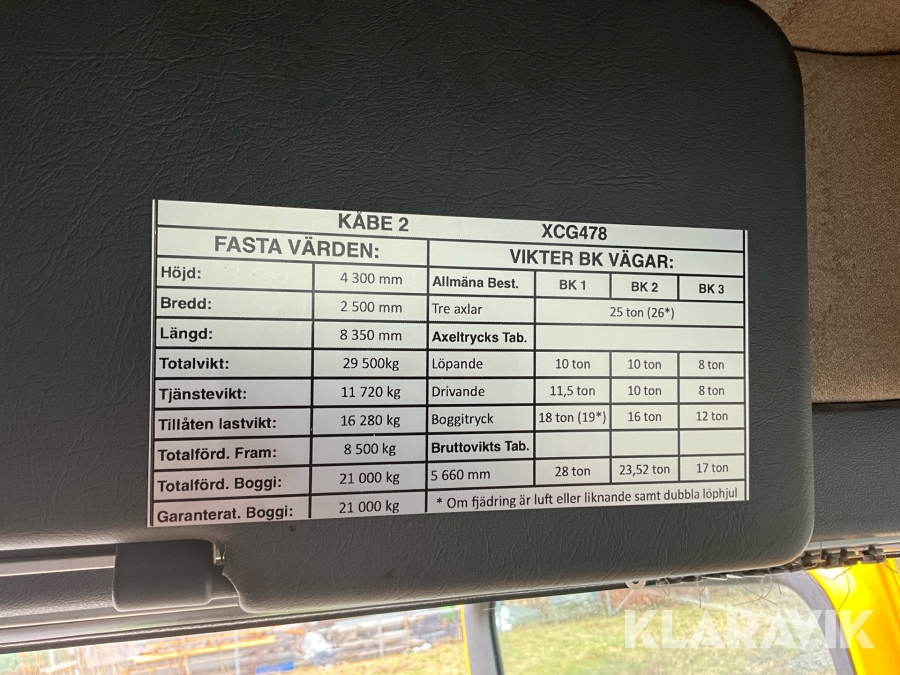 KÅBE 2 XCG478
FASTA VÄRDEN: VIKTER BK VÄGAR:
Höjd: 4 300 mm Allmäna Best. BK 1 BK 2 BK 3
Bredd: 2 500 mm Tre axlar 25 ton (26*)
Längd: 8 350 mm Axeltrycks Tab.
Totalvikt: 29 500kg Löpande 10 ton 10 ton 8 ton
Tjänstevikt: 11 720 kg Drivande 11,5 ton 10 ton 8 ton
Tillåten lastvikt: 16 280 kg Boggitryck 18 ton (19*) 16 ton 12 ton
Totalförd. Fram: 8 500 kg Bruttovikts Tab.
Totalförd. Boggi: 21 000 kg 5 660 mm 28 ton 23,52 ton 17 ton
Garanterat. Boggi: 21 000 kg * Om fjädring är luft eller liknande samt dubbla löphjul
KLARAVIK